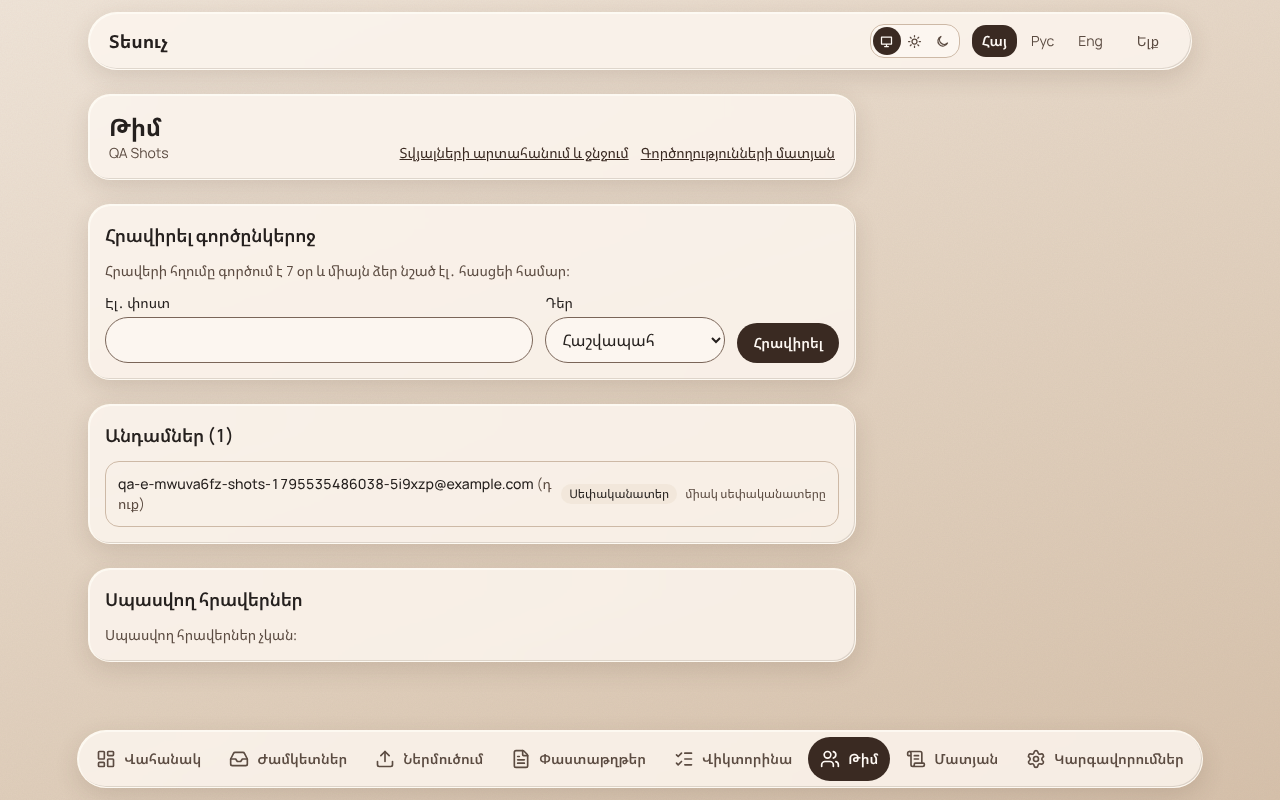 Տեսուչ
Հայ Рус Eng Ելք
Թիմ
QA Shots
Տվյալների արտահանում և ջնջում Գործողությունների մատյան
Հրավիրել գործընկերոջ
Հրավերի հղումը գործում է 7 օր և միայն ձեր նշած էլ․ հասցեի համար։
Էլ․ փոստ
Դեր
Հաշվապահ
Հրավիրել
Անդամներ (1)
qa-e-mwuva6fz-shots-1795535486038-5i9xzp@example.com (դ
ուք)
Սեփականատեր միակ սեփականատերը
Սպասվող հրավերներ
Սպասվող հրավերներ չկան։
Վահանակ Ժամկետներ Ներմուծում Փաստաթղթեր Վիկտորինա Թիմ Մատյան Կարգավորումներ